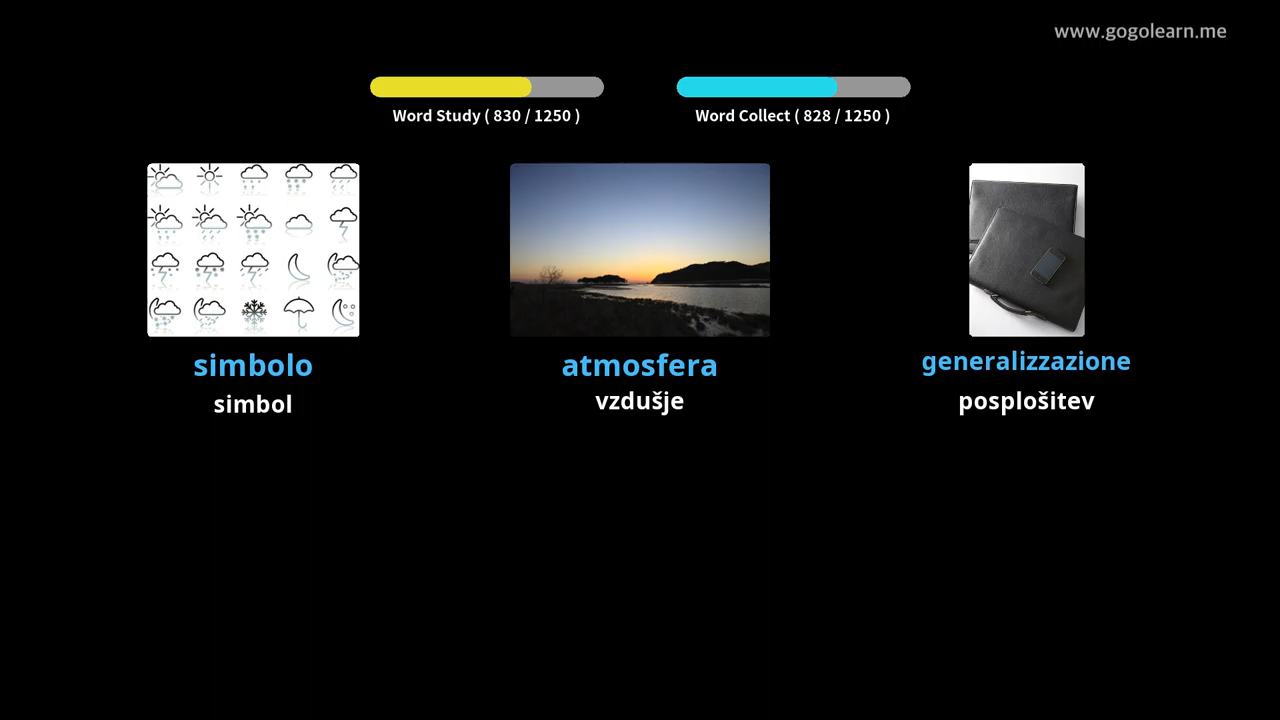 www.gogolearn.me
Word Study ( 830 / 1250 )
Word Collect ( 828 / 1250 )
simbolo
simbol
atmosfera
vzdušje
generalizzazione
posplošitev